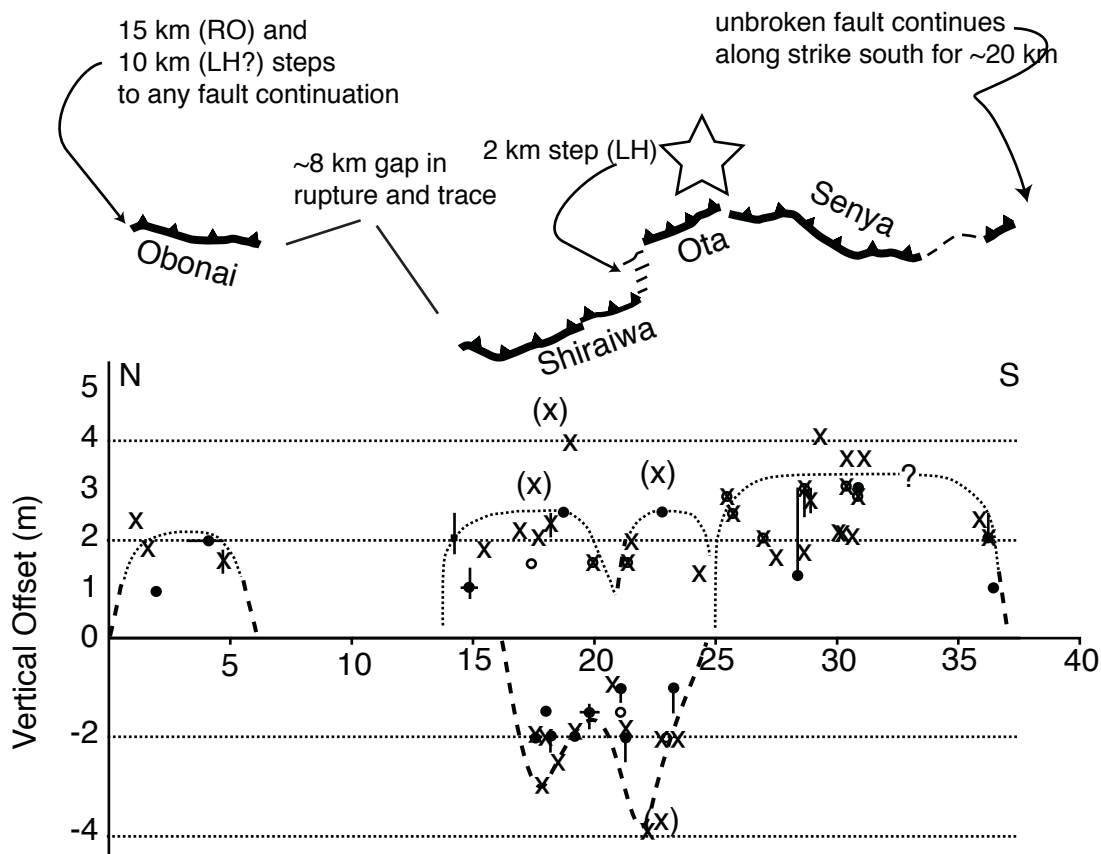 15 km (RO) and
10 km (LH?) steps
to any fault continuation
unbroken fault continues
along strike south for ~20 km
~8 km gap in
rupture and trace
2 km step (LH)
Obonai
Shiraiwa
Ota
Senya
N
S
Vertical Offset (m)
5
4
3
2
1
0
-2
-4
5
10
15
20
25
30
35
40
(x)
(x)
(x)
?
(x)